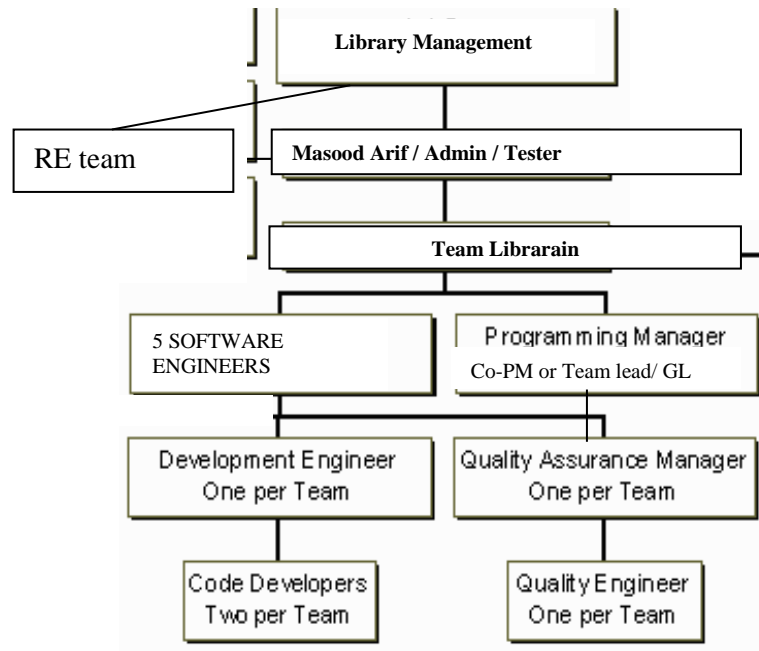 Library Management
RE team
Masood Arif / Admin / Tester
Team Librarain
5 SOFTWARE
ENGINEERS
Programming Manager
Co-PM or Team lead/ GL
Development Engineer
One per Team
Quality Assurance Manager
One per Team
Code Developers
Two per Team
Quality Engineer
One per Team